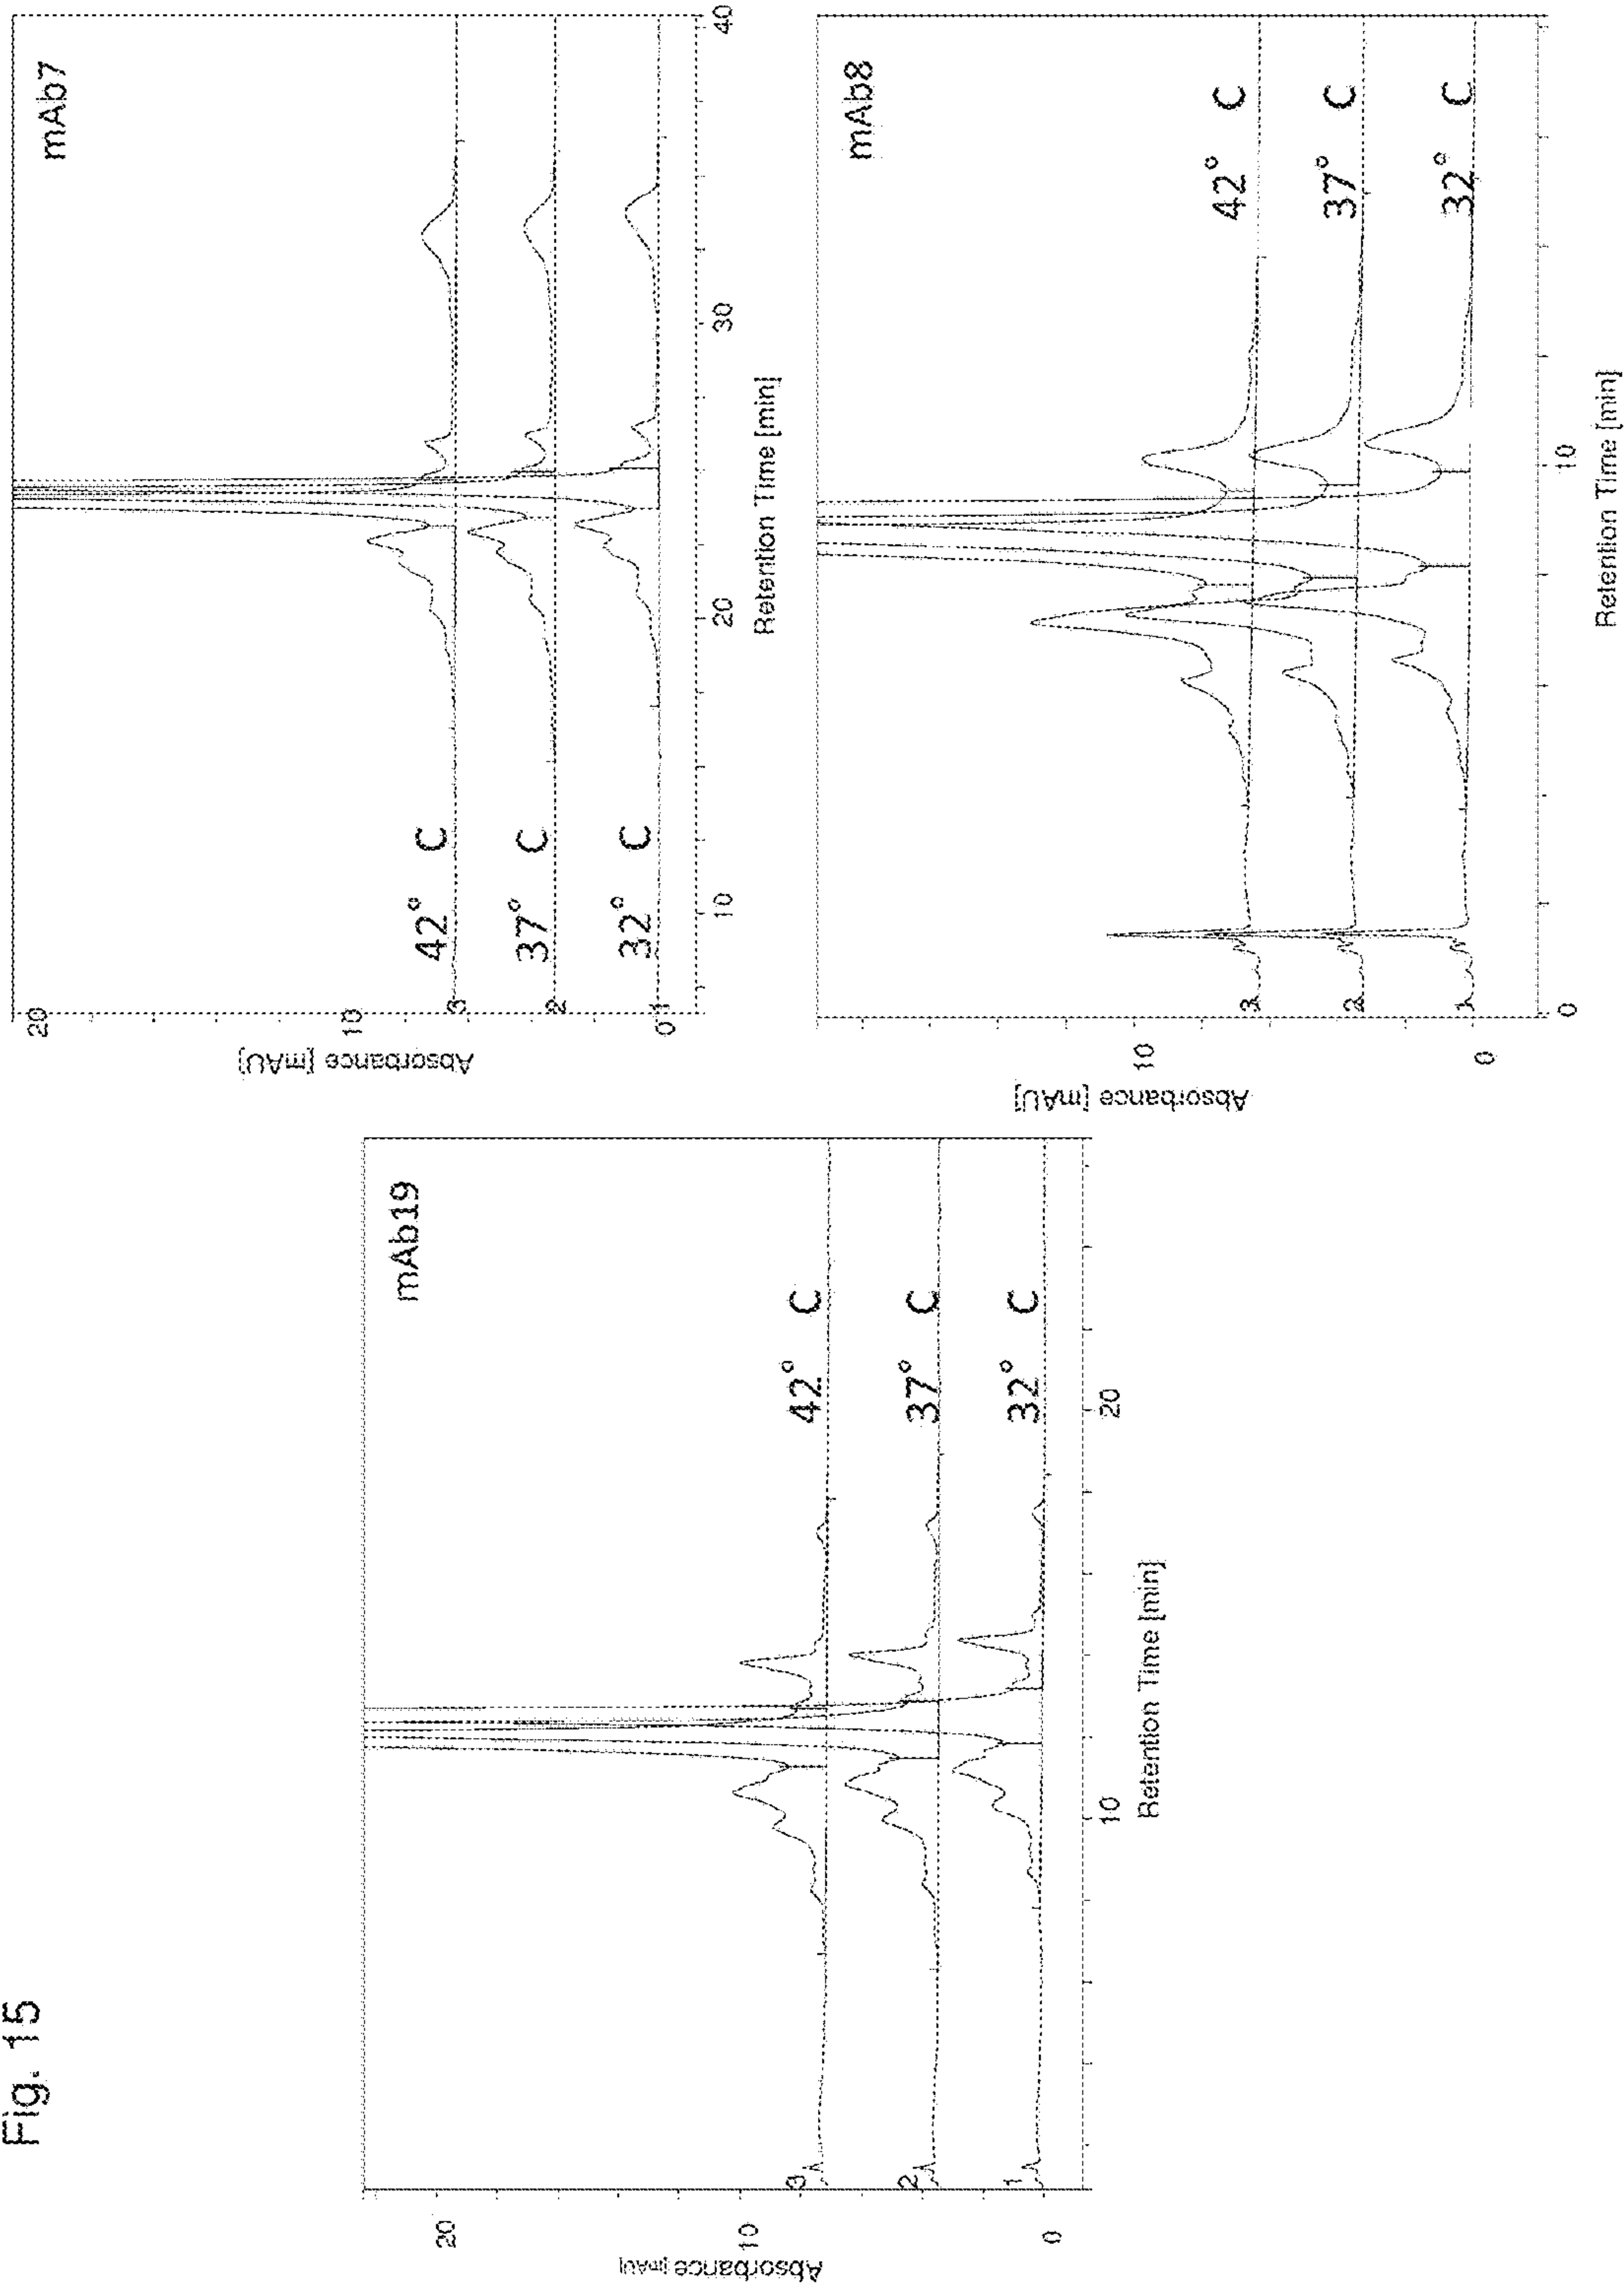 Fig. 15
mAb19
Absorbance [mAU]
20
10
0
3
2
1
42° C
37° C
32° C
10
20
Retention Time [min]
mAb7
Absorbance [mAU]
20
10
0
3
2
1
42° C
37° C
32° C
10
20
30
40
Retention Time [min]
mAb8
Absorbance [mAU]
10
0
3
2
1
42° C
37° C
32° C
0
10
Retention Time [min]